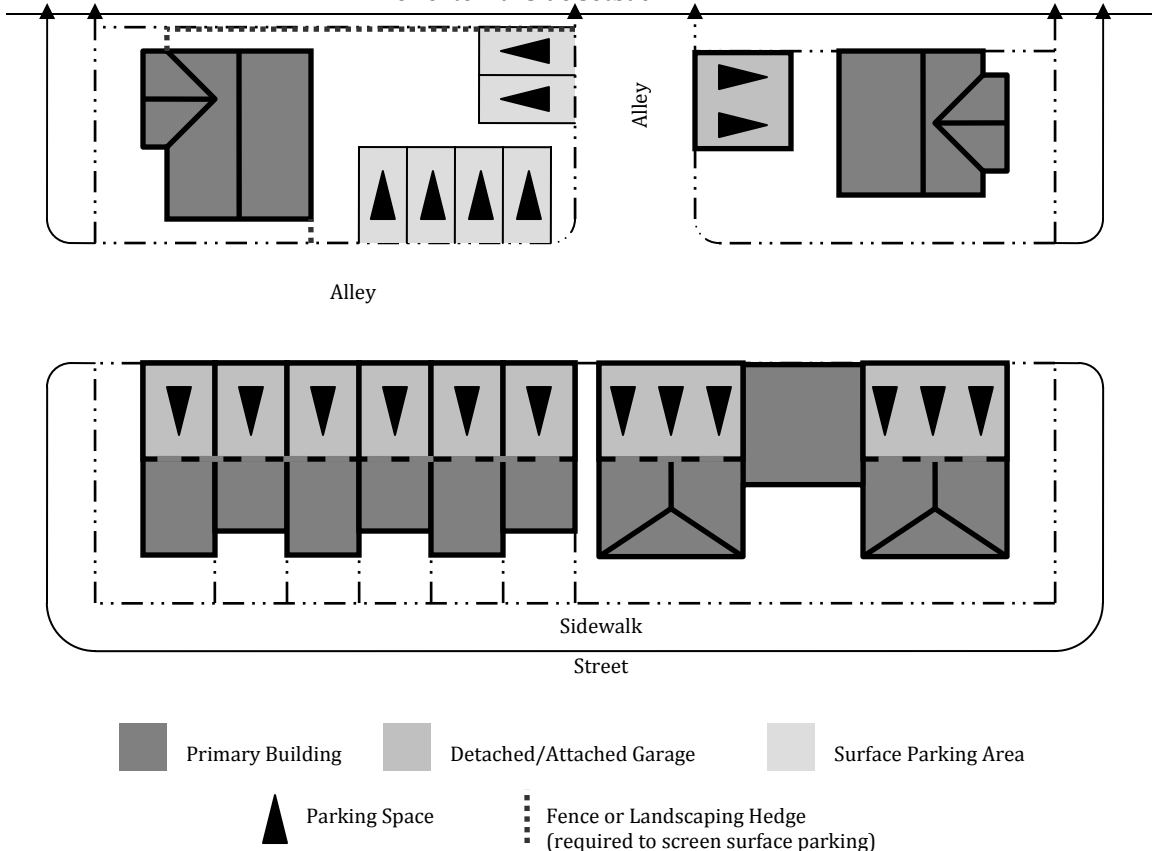 Alley
Alley
Sidewalk
Street
Primary Building
Detached/Attached Garage
Surface Parking Area
Parking Space
Fence or Landscaping Hedge
(required to screen surface parking)